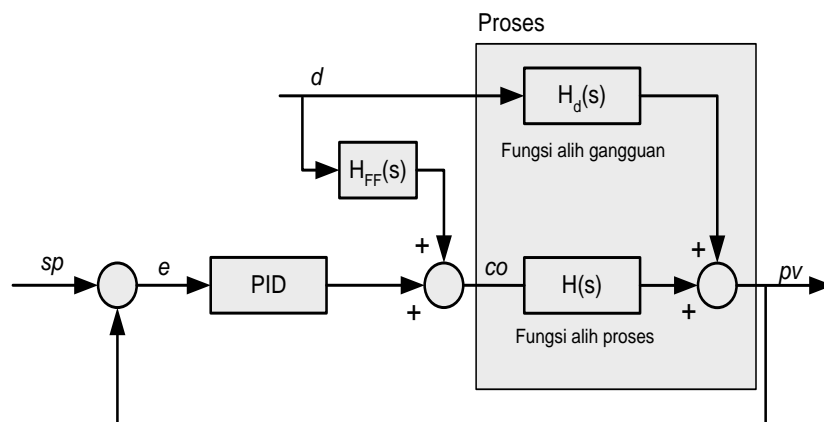 Proses
d
H_d(s)
Fungsi alih gangguan
H_FF(s)
+
+
sp
e
PID
+
co
H(s)
+
pv
Fungsi alih proses